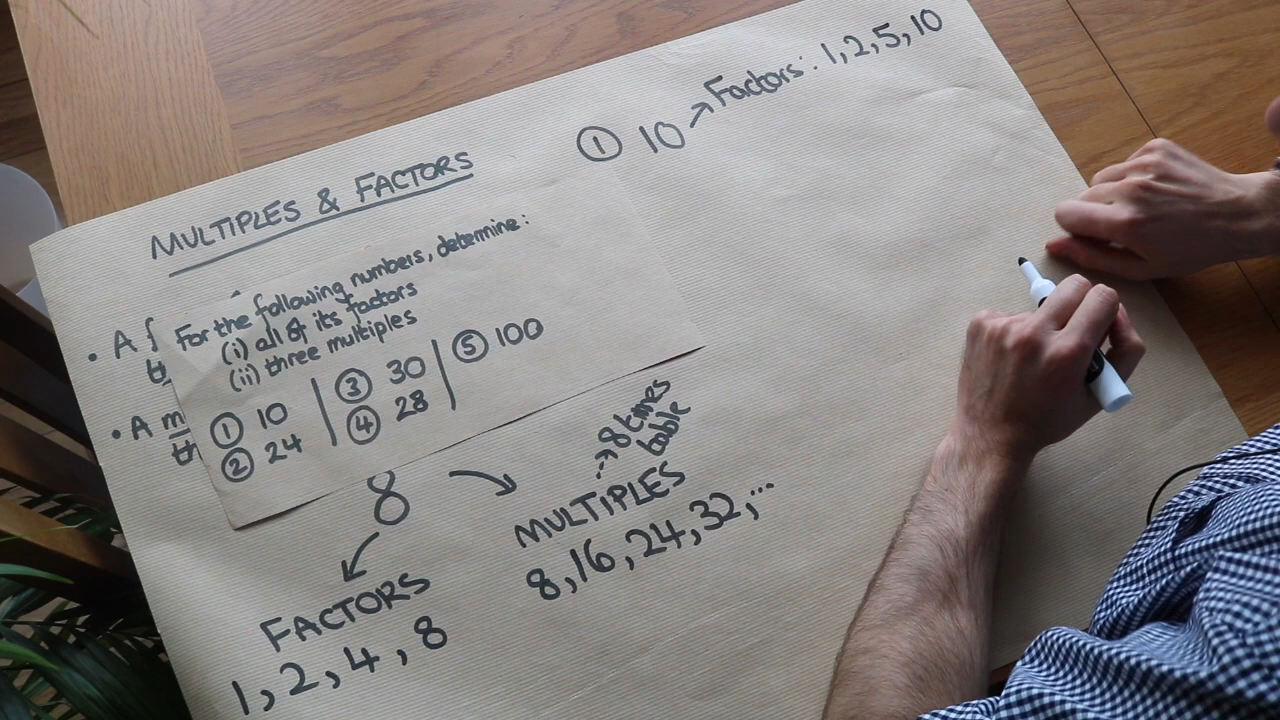 MULTIPLES & FACTORS
• A
• A
For the following numbers, determine:
(i) all of its factors
(ii) three multiples
① 10
② 24
③ 30
④ 28
⑤ 100
8
FACTORS
1, 2, 4, 8
...→ 8 times
table
MULTIPLES
8, 16, 24, 32, ...
① 10 → Factors: 1, 2, 5, 10